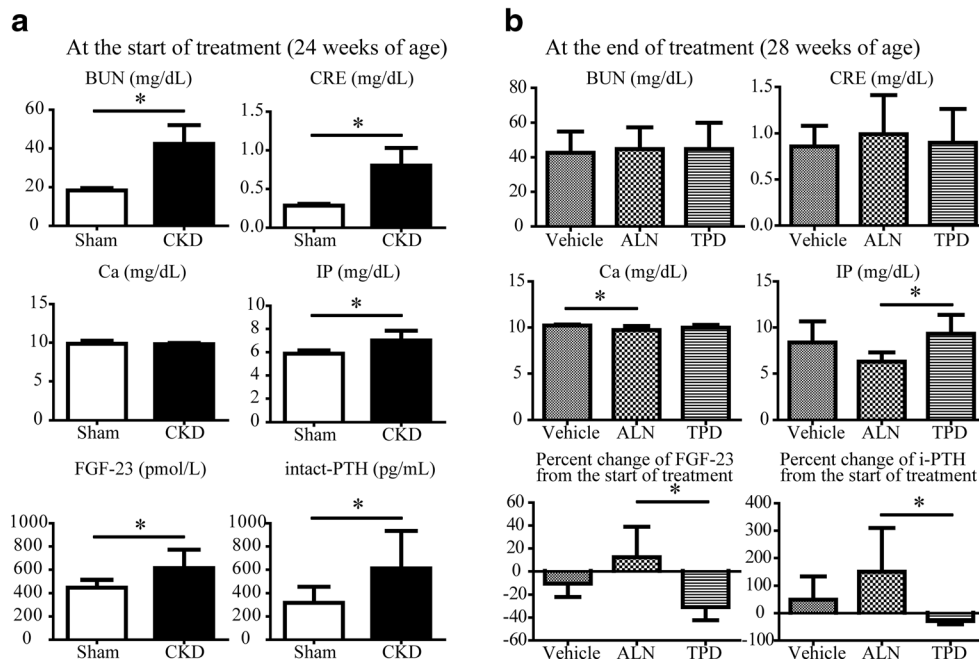 a
At the start of treatment (24 weeks of age)
BUN (mg/dL)
*
60
40
20
0
Sham CKD
CRE (mg/dL)
*
1.5
1.0
0.5
0.0
Sham CKD
Ca (mg/dL)
15
10
5
0
Sham CKD
IP (mg/dL)
*
10
8
6
4
2
0
Sham CKD
FGF-23 (pmol/L)
*
1000
800
600
400
200
0
Sham CKD
intact-PTH (pg/mL)
*
1000
800
600
400
200
0
Sham CKD
b
At the end of treatment (28 weeks of age)
BUN (mg/dL)
80
60
40
20
0
Vehicle ALN TPD
CRE (mg/dL)
1.5
1.0
0.5
0.0
Vehicle ALN TPD
Ca (mg/dL)
*
15
10
5
0
Vehicle ALN TPD
IP (mg/dL)
*
15
10
5
0
Vehicle ALN TPD
Percent change of FGF-23
from the start of treatment
*
60
40
20
0
-20
-40
-60
Vehicle ALN TPD
Percent change of i-PTH
from the start of treatment
*
400
300
200
100
0
-100
Vehicle ALN TPD